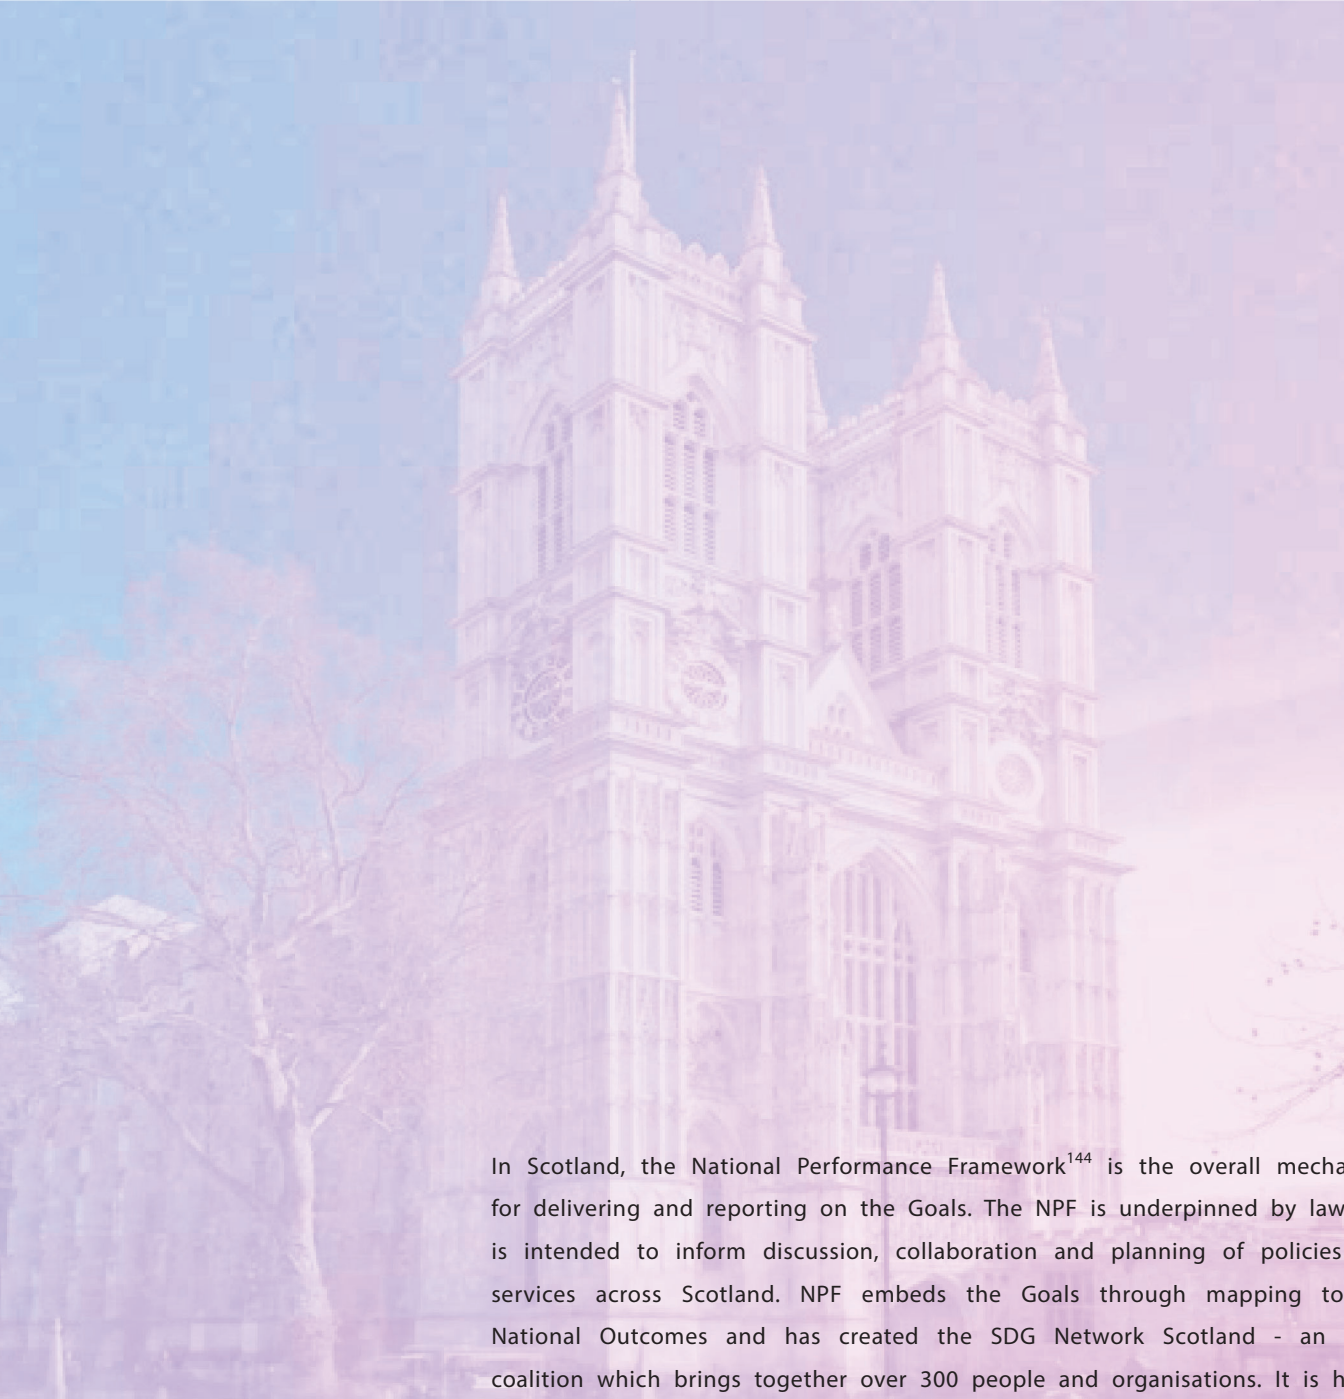 In Scotland, the National Performance Framework144 is the overall mecha
for delivering and reporting on the Goals. The NPF is underpinned by law
is intended to inform discussion, collaboration and planning of policies
services across Scotland. NPF embeds the Goals through mapping to
National Outcomes and has created the SDG Network Scotland - an
coalition which brings together over 300 people and organisations. It is